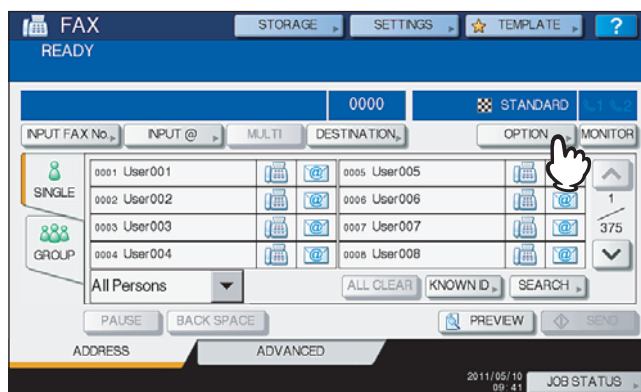 FAX STORAGE SETTINGS TEMPLATE ?
READY
0000 STANDARD L1 L2
INPUT FAX No. INPUT @ MULTI DESTINATION OPTION MONITOR
SINGLE
GROUP
0001 User001 0005 User005
0002 User002 0006 User006
0003 User003 0007 User007
0004 User004 0008 User008
1
375
All Persons ALL CLEAR KNOWN ID SEARCH
PAUSE BACK SPACE PREVIEW SEND
ADDRESS ADVANCED
2011/05/10
09:41 JOB STATUS